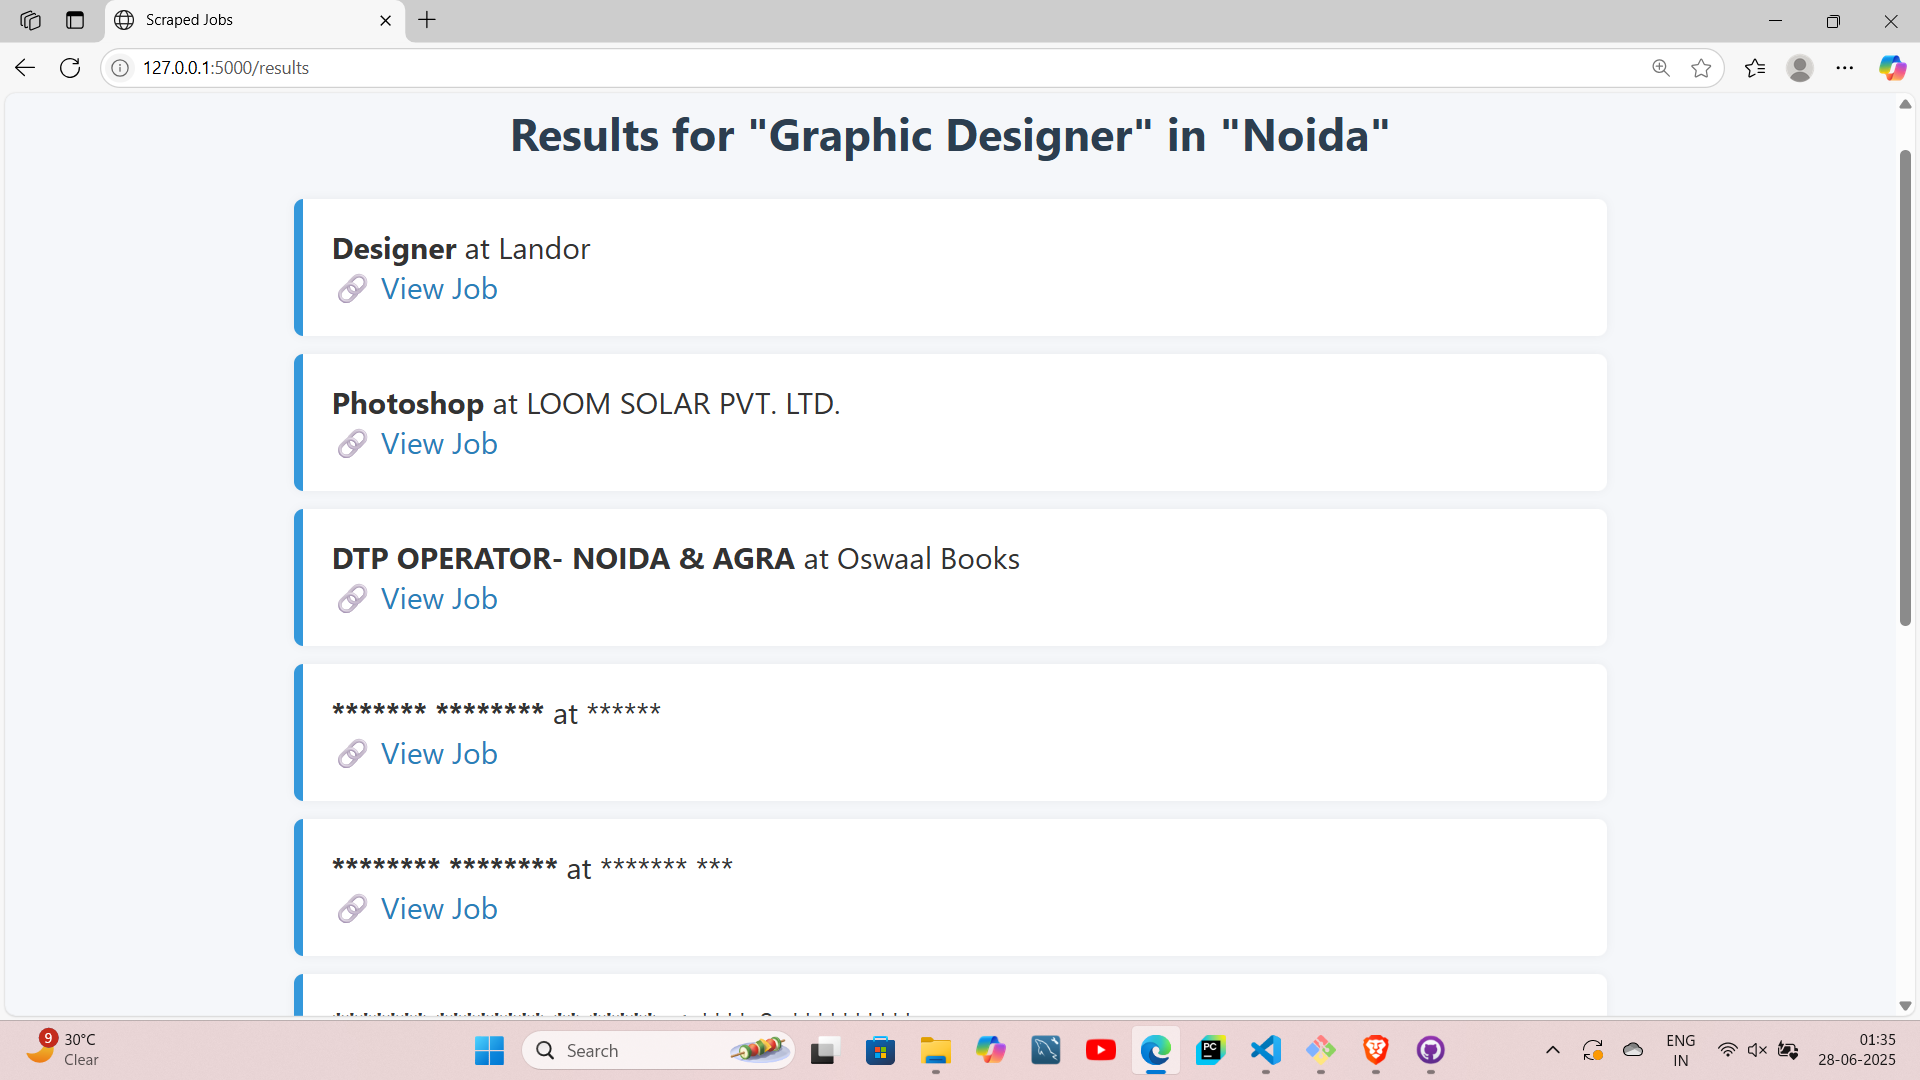 Scraped Jobs
127.0.0.1:5000/results
Results for "Graphic Designer" in "Noida"
Designer at Landor
View Job
Photoshop at LOOM SOLAR PVT. LTD.
View Job
DTP OPERATOR- NOIDA & AGRA at Oswaal Books
View Job
******* ******** at ******
View Job
******** ******** at ******* ***
View Job
9
30°C
Clear
Search
PC
ENG
IN
01:35
28-06-2025